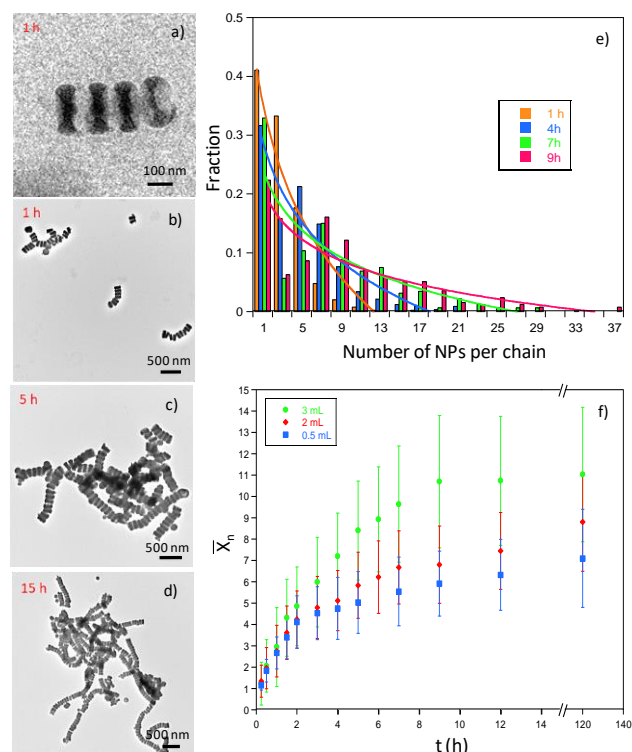 1 h
a)
100 nm
1 h
b)
500 nm
5 h
c)
500 nm
15 h
d)
500 nm
e)
0.5
0.4
0.3
0.2
0.1
0
Fraction
1 h
4h
7h
9h
1 5 9 13 17 21 25 29 33 37
Number of NPs per chain
f)
15
14
13
12
11
10
9
8
7
6
5
4
3
2
1
0
X̅n
3 mL
2 mL
0.5 mL
0 2 4 6 8 10 12 14 120 140
t (h)